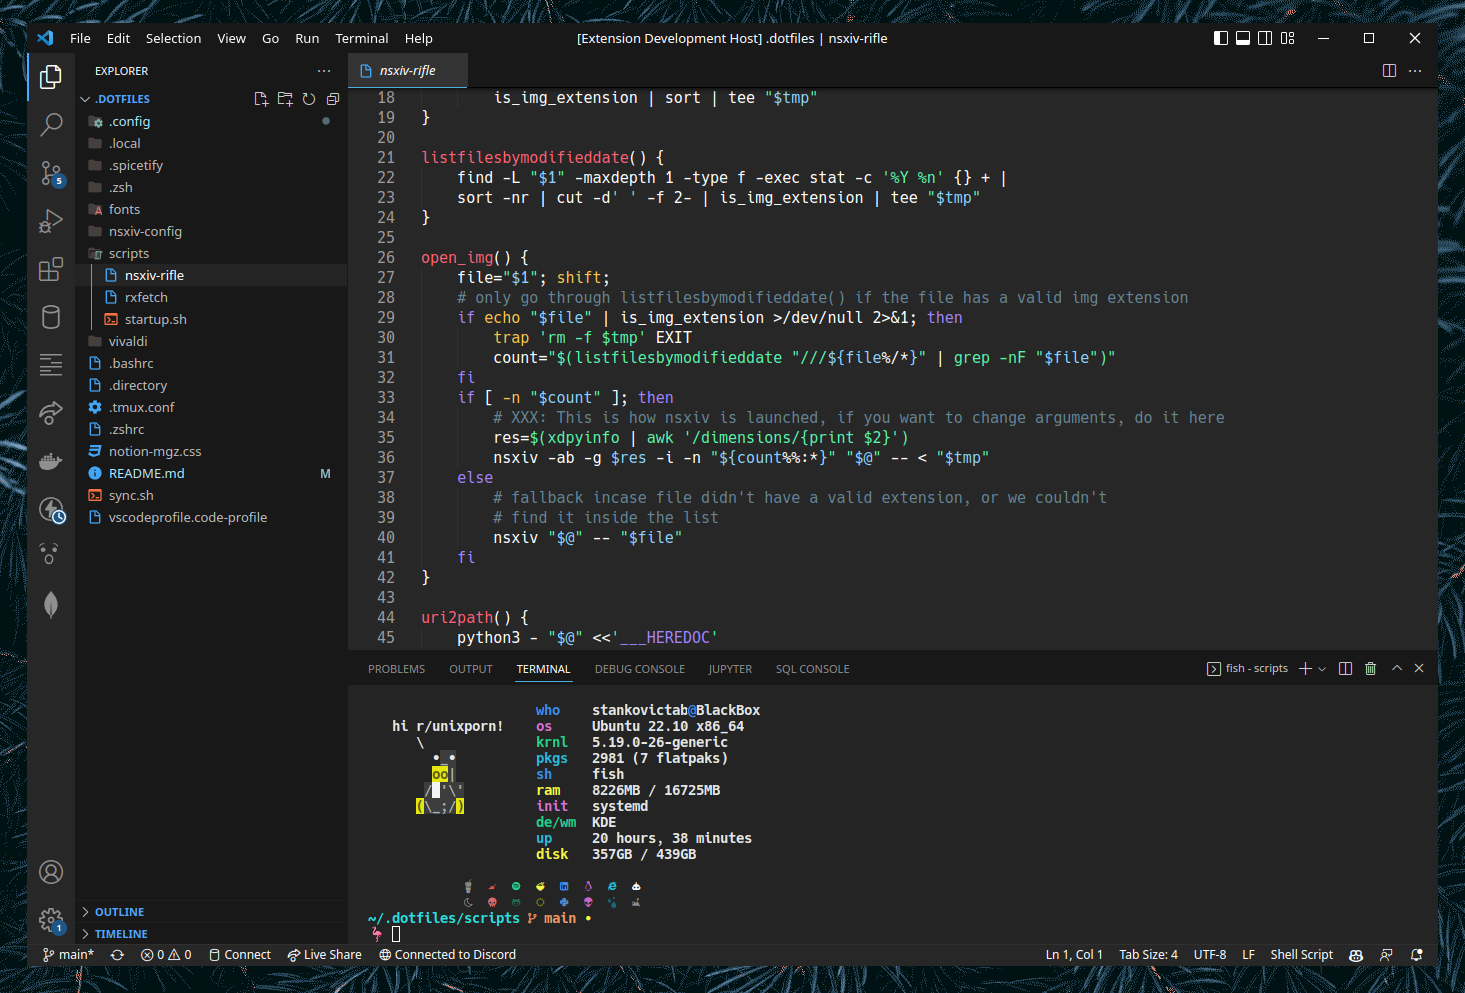 File Edit Selection View Go Run Terminal Help [Extension Development Host] .dotfiles | nsxiv-rifle
EXPLORER
.DOTFILES
.config
.local
.spicetify
.zsh
fonts
nsxiv-config
scripts
nsxiv-rifle
rxfetch
startup.sh
vivaldi
.bashrc
.directory
.tmux.conf
.zshrc
notion-mgz.css
README.md M
sync.sh
vscodeprofile.code-profile
OUTLINE
TIMELINE
5
1
nsxiv-rifle
18 is_img_extension | sort | tee "$tmp"
19 }
20
21 listfilesbymodifieddate() {
22 find -L "$1" -maxdepth 1 -type f -exec stat -c '%Y %n' {} + |
23 sort -nr | cut -d' ' -f 2- | is_img_extension | tee "$tmp"
24 }
25
26 open_img() {
27 file="$1"; shift;
28 # only go through listfilesbymodifieddate() if the file has a valid img extension
29 if echo "$file" | is_img_extension >/dev/null 2>&1; then
30 trap 'rm -f $tmp' EXIT
31 count="$(listfilesbymodifieddate "///${file%/*}" | grep -nF "$file")"
32 fi
33 if [ -n "$count" ]; then
34 # XXX: This is how nsxiv is launched, if you want to change arguments, do it here
35 res=$(xdpyinfo | awk '/dimensions/{print $2}')
36 nsxiv -ab -g $res -i -n "${count%%:*}" "$@" -- < "$tmp"
37 else
38 # fallback incase file didn't have a valid extension, or we couldn't
39 # find it inside the list
40 nsxiv "$@" -- "$file"
41 fi
42 }
43
44 uri2path() {
45 python3 - "$@" <<'___HEREDOC'
PROBLEMS OUTPUT TERMINAL DEBUG CONSOLE JUPYTER SQL CONSOLE fish - scripts
who stankovictab@BlackBox
hi r/unixporn! os Ubuntu 22.10 x86_64
\ krnl 5.19.0-26-generic
•_• pkgs 2981 (7 flatpaks)
oo| sh fish
/ '\' ram 8226MB / 16725MB
(\_;/) init systemd
de/wm KDE
up 20 hours, 38 minutes
disk 357GB / 439GB
~/.dotfiles/scripts main •
main* 0 0 Connect Live Share Connected to Discord Ln 1, Col 1 Tab Size: 4 UTF-8 LF Shell Script